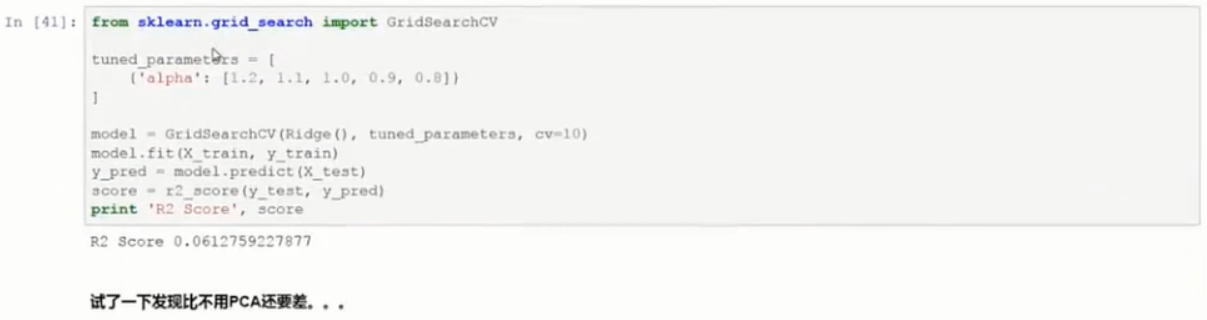 In [41]: from sklearn.grid_search import GridSearchCV
tuned_parameters = [
{'alpha': [1.2, 1.1, 1.0, 0.9, 0.8]}
]
model = GridSearchCV(Ridge(), tuned_parameters, cv=10)
model.fit(X_train, y_train)
y_pred = model.predict(X_test)
score = r2_score(y_test, y_pred)
print 'R2 Score', score
R2 Score 0.0612759227877
试了一下发现比不用PCA还要差。。。